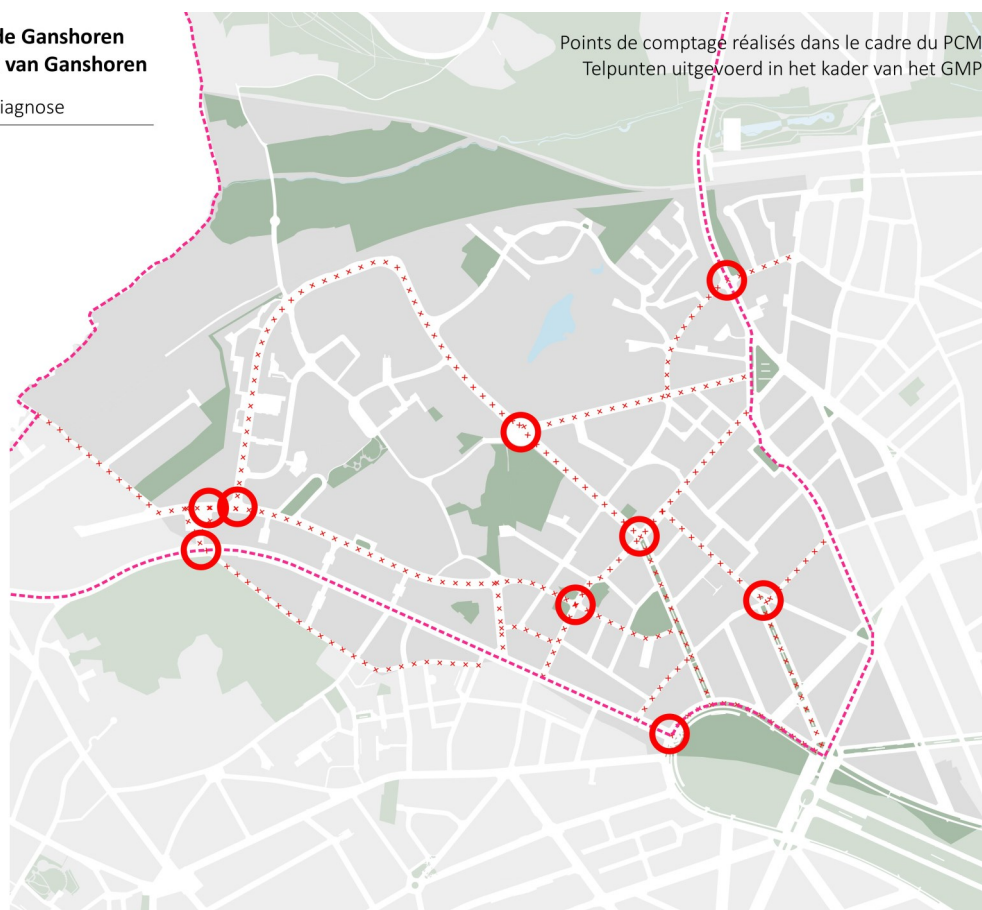 de Ganshoren
van Ganshoren
iagnose
Points de comptage réalisés dans le cadre du PCM
Telpunten uitgevoerd in het kader van het GMP